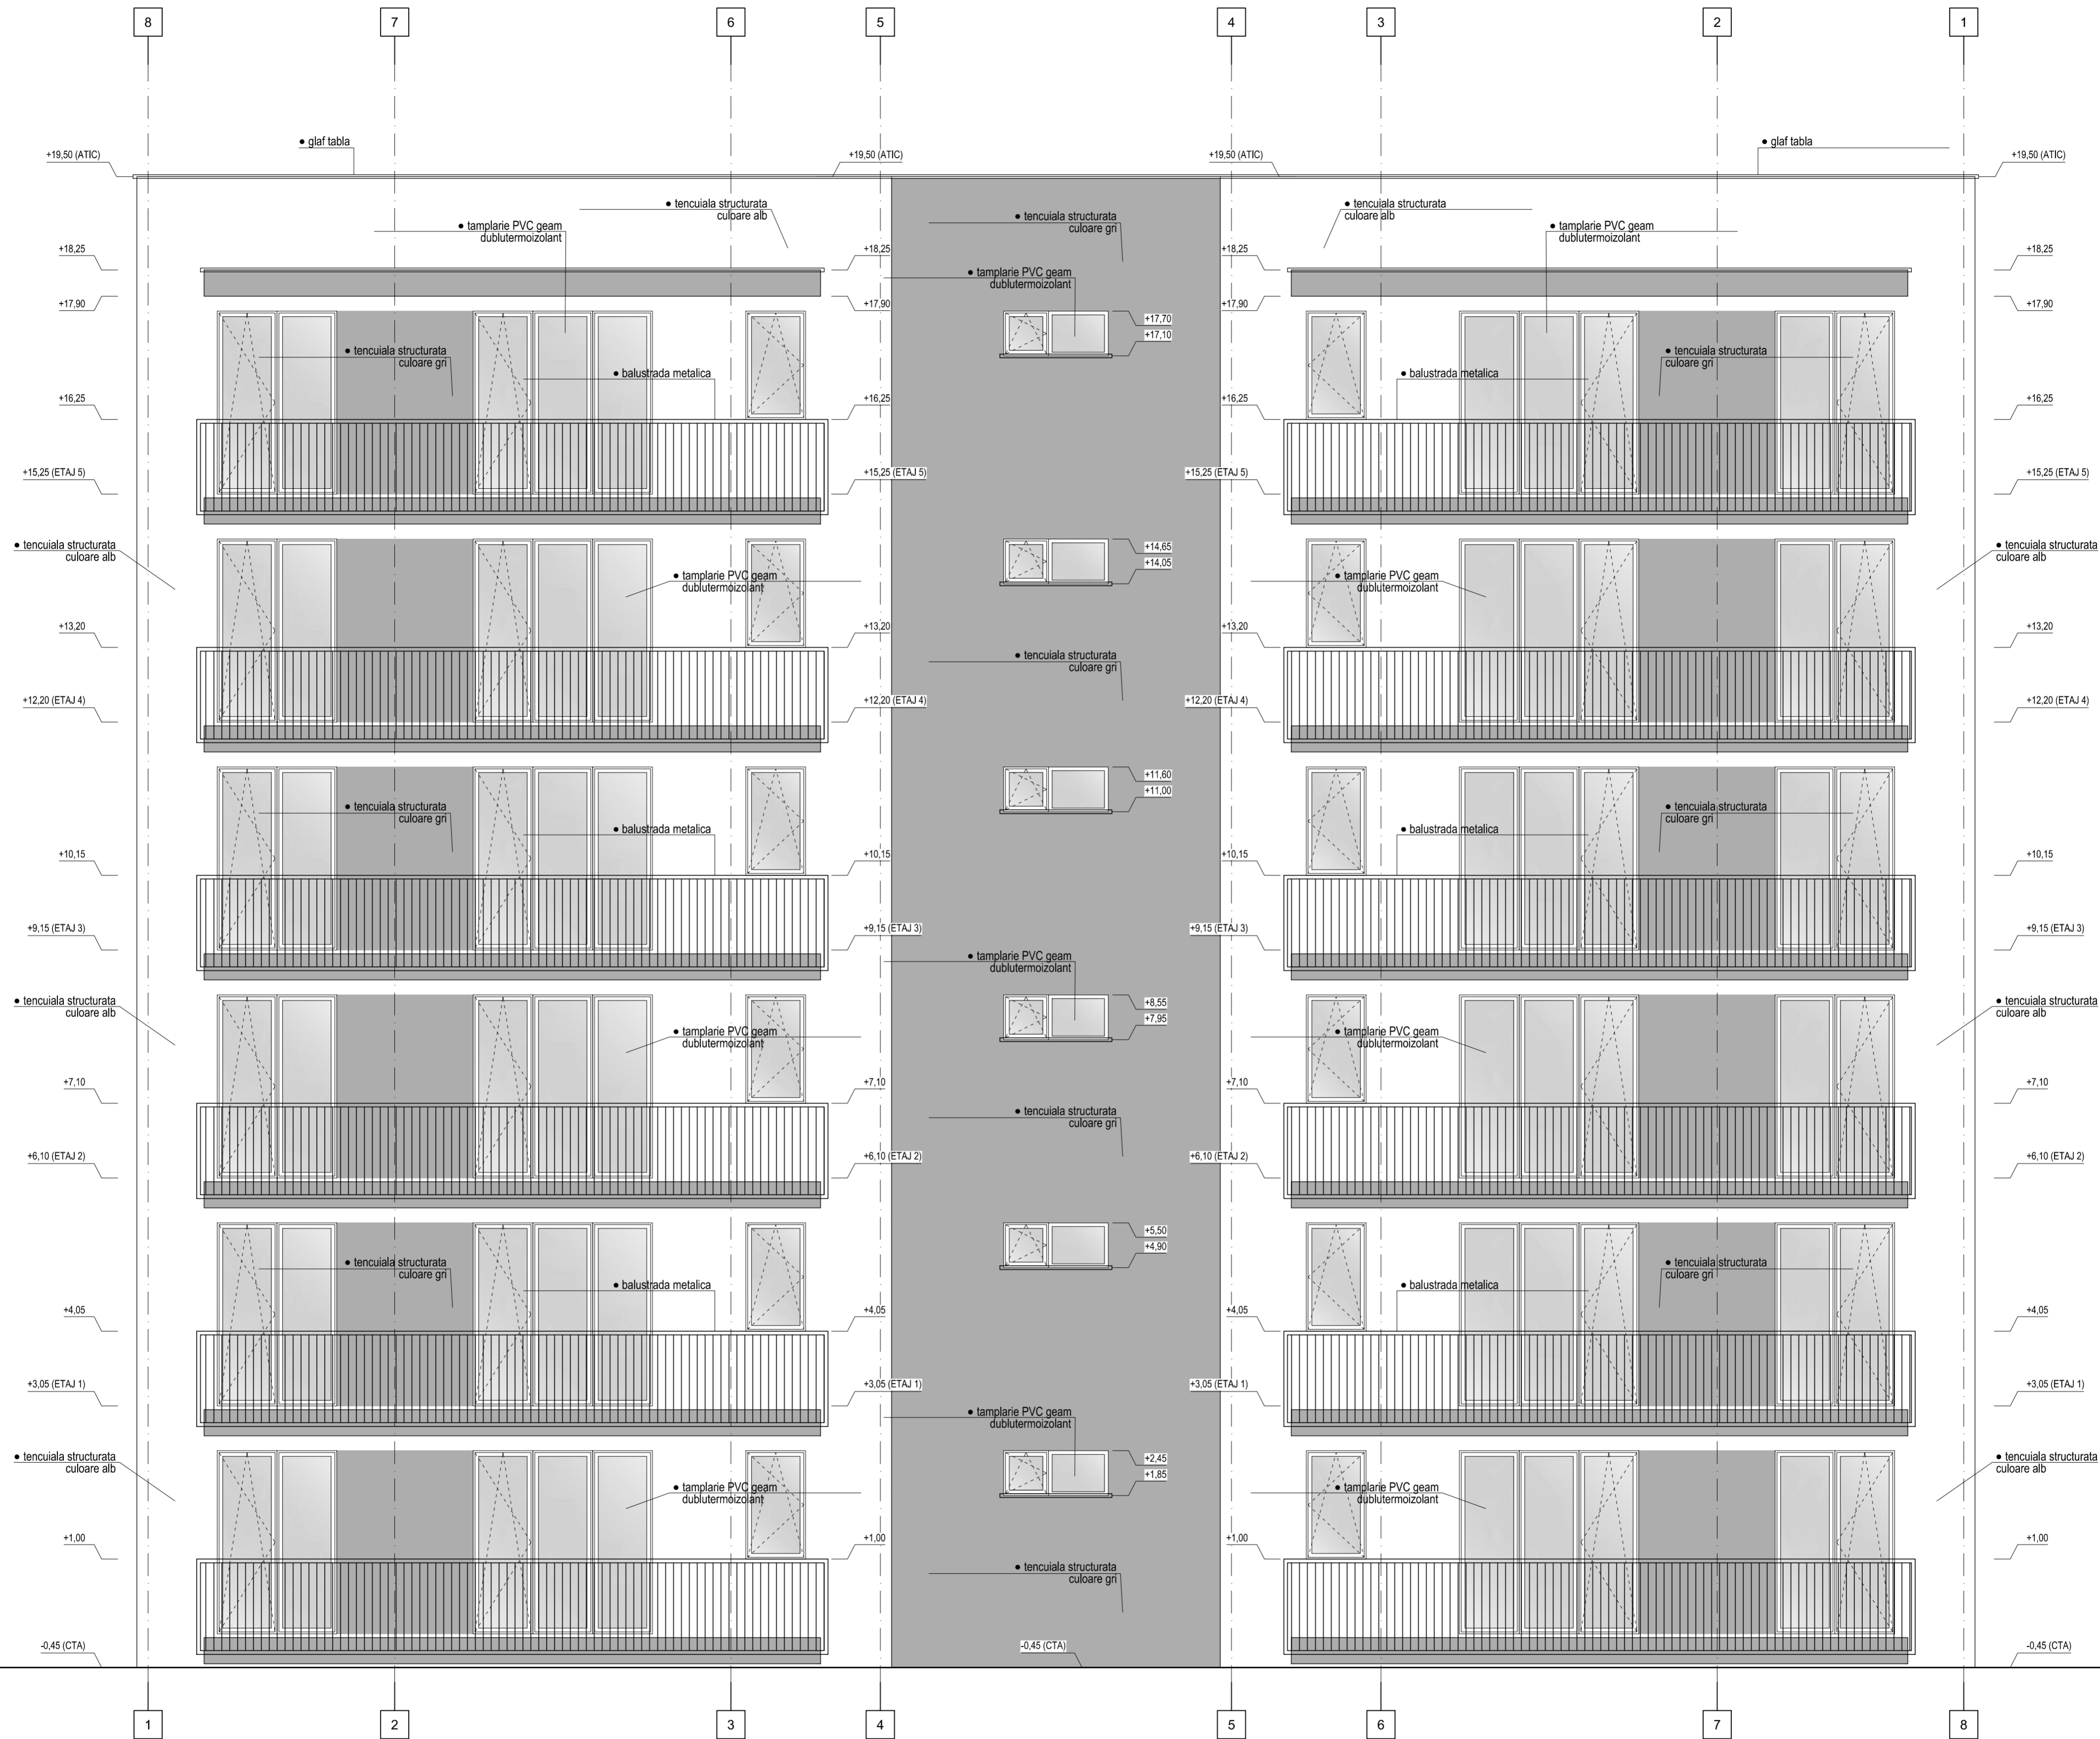 8 7 6 5 4 3 2 1
● glaf tabla
● glaf tabla
+19,50 (ATIC)
+19,50 (ATIC)
+19,50 (ATIC)
+19,50 (ATIC)
● tencuiala structurata
culoare alb
● tencuiala structurata
culoare gri
● tencuiala structurata
culoare alb
● tamplarie PVC geam
dublutermoizolant
● tamplarie PVC geam
dublutermoizolant
+18,25
+18,25
+18,25
+18,25
● tamplarie PVC geam
dublutermoizolant
+17,90
+17,90
+17,90
+17,90
+17,70
+17,10
● tencuiala structurata
culoare gri
● tencuiala structurata
culoare gri
● balustrada metalica
● balustrada metalica
+16,25
+16,25
+16,25
+16,25
+15,25 (ETAJ 5)
+15,25 (ETAJ 5)
+15,25 (ETAJ 5)
+15,25 (ETAJ 5)
● tencuiala structurata
culoare alb
+14,65
+14,05
● tencuiala structurata
culoare alb
● tamplarie PVC geam
dublutermoizolant
● tamplarie PVC geam
dublutermoizolant
+13,20
+13,20
+13,20
+13,20
● tencuiala structurata
culoare gri
+12,20 (ETAJ 4)
+12,20 (ETAJ 4)
+12,20 (ETAJ 4)
+12,20 (ETAJ 4)
+11,60
+11,00
● tencuiala structurata
culoare gri
● tencuiala structurata
culoare gri
● balustrada metalica
● balustrada metalica
+10,15
+10,15
+10,15
+10,15
+9,15 (ETAJ 3)
+9,15 (ETAJ 3)
+9,15 (ETAJ 3)
+9,15 (ETAJ 3)
● tamplarie PVC geam
dublutermoizolant
● tencuiala structurata
culoare alb
+8,55
+7,95
● tencuiala structurata
culoare alb
● tamplarie PVC geam
dublutermoizolant
● tamplarie PVC geam
dublutermoizolant
+7,10
+7,10
+7,10
+7,10
● tencuiala structurata
culoare gri
+6,10 (ETAJ 2)
+6,10 (ETAJ 2)
+6,10 (ETAJ 2)
+6,10 (ETAJ 2)
+5,50
+4,90
● tencuiala structurata
culoare gri
● tencuiala structurata
culoare gri
● balustrada metalica
● balustrada metalica
+4,05
+4,05
+4,05
+4,05
+3,05 (ETAJ 1)
+3,05 (ETAJ 1)
+3,05 (ETAJ 1)
+3,05 (ETAJ 1)
● tamplarie PVC geam
dublutermoizolant
● tencuiala structurata
culoare alb
+2,45
+1,85
● tencuiala structurata
culoare alb
● tamplarie PVC geam
dublutermoizolant
● tamplarie PVC geam
dublutermoizolant
+1,00
+1,00
+1,00
+1,00
● tencuiala structurata
culoare gri
-0,45 (CTA)
-0,45 (CTA)
-0,45 (CTA)
1 2 3 4 5 6 7 8